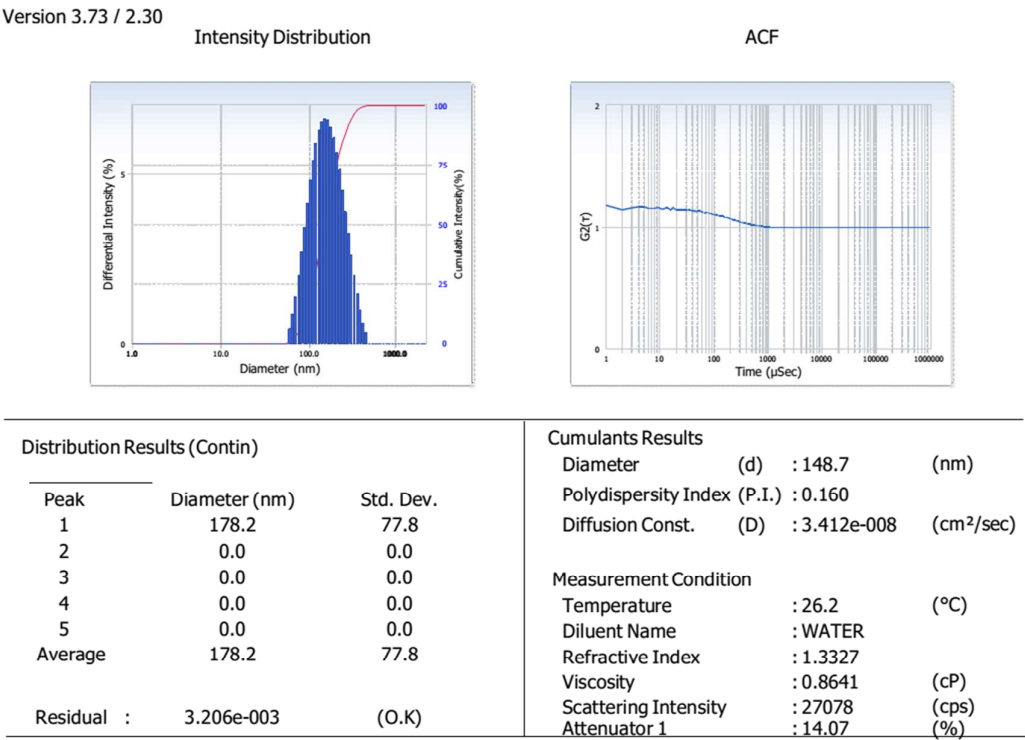 Version 3.73 / 2.30
Intensity Distribution
ACF
Differential Intensity (%)
5
0
1.0 10.0 100.0 1000.0
Diameter (nm)
100
75
50
25
0
Cumulative Intensity(%)
G2(τ)
2
1
0
1 10 100 1000 10000 100000 1000000
Time (μSec)
Distribution Results (Contin)
Peak Diameter (nm) Std. Dev.
1 178.2 77.8
2 0.0 0.0
3 0.0 0.0
4 0.0 0.0
5 0.0 0.0
Average 178.2 77.8
Residual : 3.206e-003 (O.K)
Cumulants Results
Diameter (d) : 148.7 (nm)
Polydispersity Index (P.I.) : 0.160
Diffusion Const. (D) : 3.412e-008 (cm²/sec)
Measurement Condition
Temperature : 26.2 (°C)
Diluent Name : WATER
Refractive Index : 1.3327
Viscosity : 0.8641 (cP)
Scattering Intensity : 27078 (cps)
Attenuator 1 : 14.07 (%)